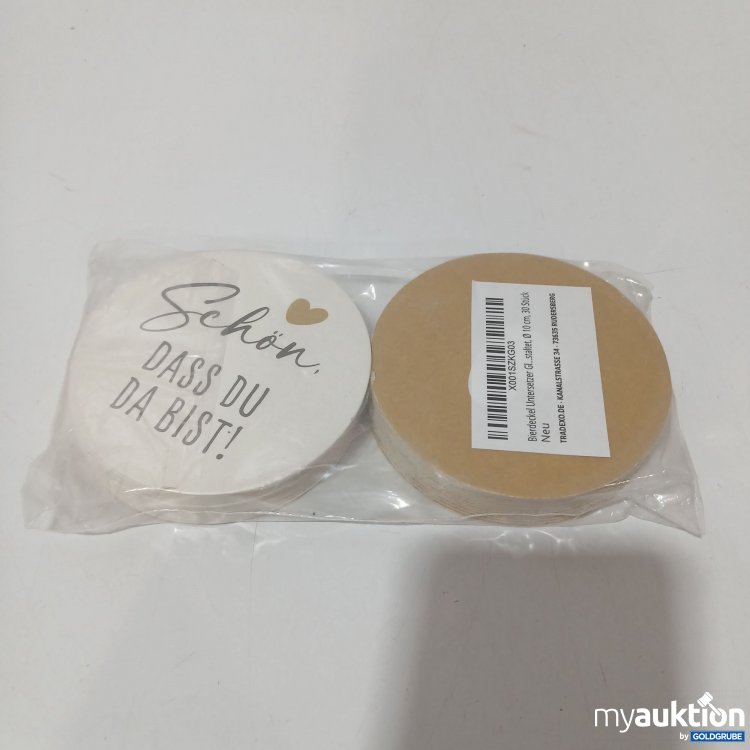 Schön,
DASS DU
DA BIST!
X001SZKG03
Bierdeckel Untersetzer Gl...staltet, Ø 10 cm, 30 Stück
Neu
TRADEXO.DE - KANALSTRASSE 34 - 73635 RUDERSBERG
myauktion
by GOLDGRUBE